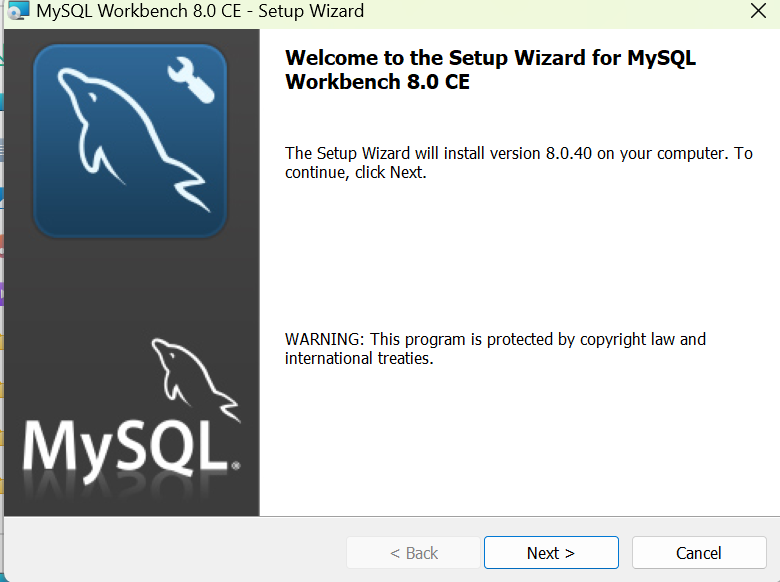 MySQL Workbench 8.0 CE - Setup Wizard
Welcome to the Setup Wizard for MySQL
Workbench 8.0 CE
The Setup Wizard will install version 8.0.40 on your computer. To
continue, click Next.
WARNING: This program is protected by copyright law and
international treaties.
MySQL®
< Back
Next >
Cancel